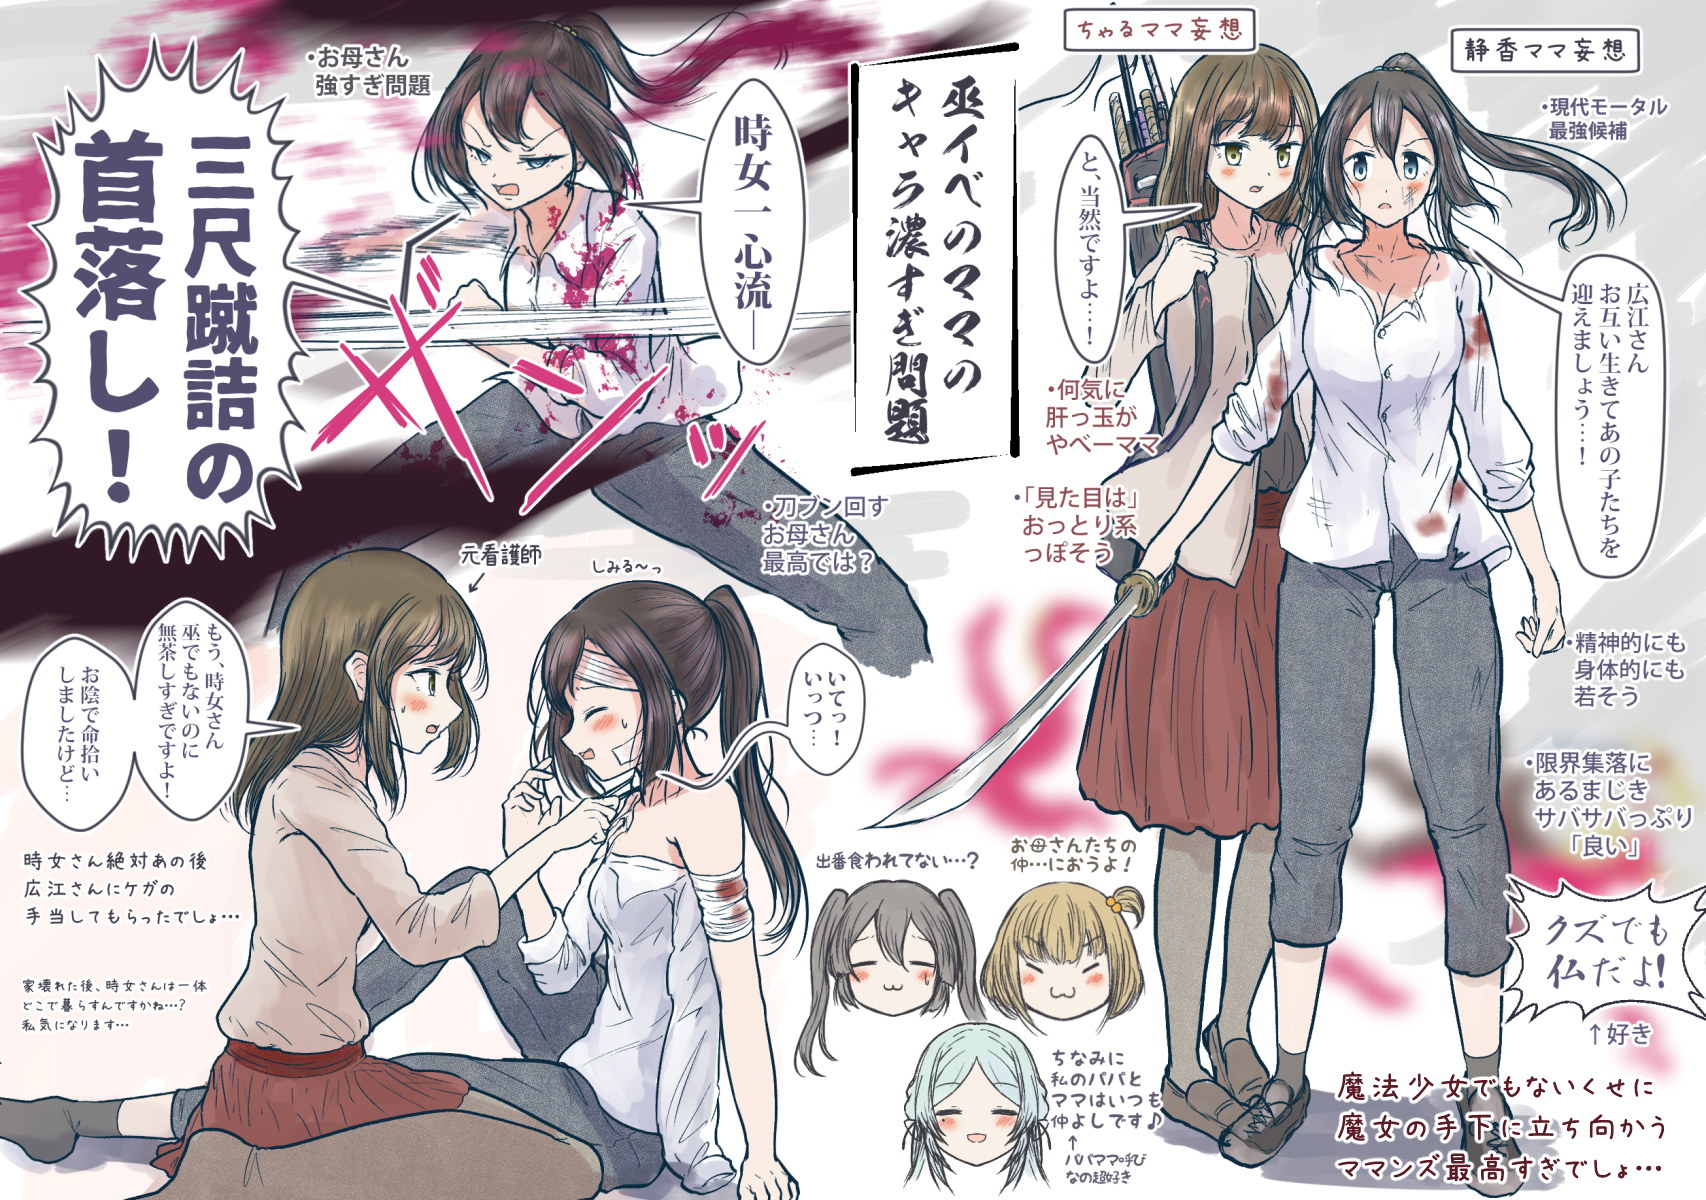 ちゃるママ妄想
静香ママ妄想
・現代モータル
最強候補
広江さん
お互い生きてあの子たちを
迎えましょう…！
と、当然ですよ…！
・何気に
肝っ玉が
やべーママ
・「見た目は」
おっとり系
っぽそう
・精神的にも
身体的にも
若そう
・限界集落に
あるまじき
サバサバっぷり
「良い」
クズでも
仏だよ!
↑好き
魔法少女でもないくせに
魔女の手下に立ち向かう
ママンズ最高すぎでしょ…
巫イベのママの
キャラ濃すぎ問題
・お母さん
強すぎ問題
時女一心流―
三尺蹴詰の
首落し！
ズバンッ
・刀ブン回す
お母さん
最高では？
元看護師
しみる～っ
いてっ！
いっつ…
もう、時女さん
巫でもないのに
無茶しすぎですよ！
お陰で命拾い
しましたけど…
時女さん絶対あの後
広江さんにケガの
手当してもらったでしょ…
家壊れた後、時女さんは一体
どこで暮らすんですかね…？
私気になります…
出番食われてない…？
お母さんたちの
仲…におうよ！
ちなみに
私のパパと
ママはいつも
仲よしです♪
↑
パパママ呼び
なの超好き